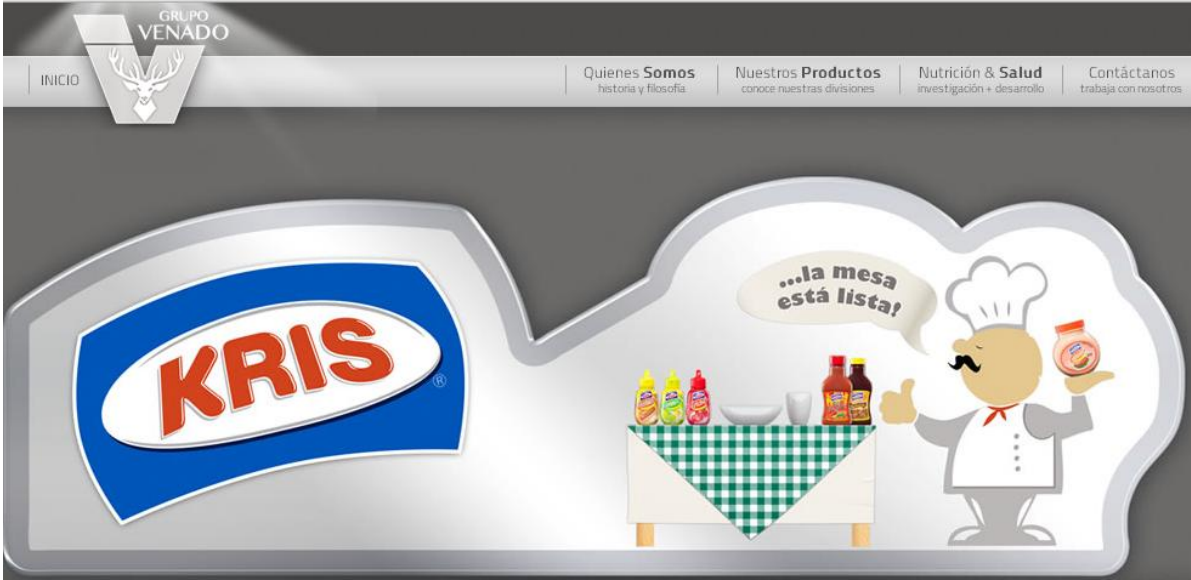 GRUPO
VENADO
INICIO
Quienes Somos
historia y filosofía
Nuestros Productos
conoce nuestras divisiones
Nutrición & Salud
investigación + desarrollo
Contáctanos
trabaja con nosotros
KRIS
®
...la mesa
está lista!